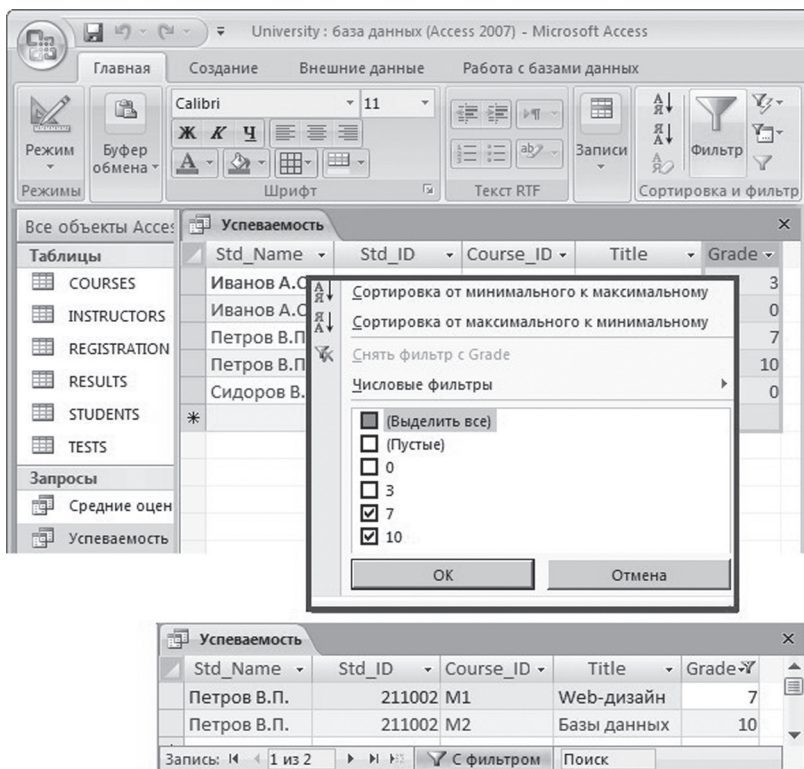 University : база данных (Access 2007) - Microsoft Access
Главная Создание Внешние данные Работа с базами данных
Calibri 11
Ж К Ч
Режим Буфер обмена Записи Фильтр
Режимы Шрифт Текст RTF Сортировка и фильтр
Все объекты Acces
Успеваемость
Таблицы
COURSES
INSTRUCTORS
REGISTRATION
RESULTS
STUDENTS
TESTS
Запросы
Средние оцен
Успеваемость
Std_Name Std_ID Course_ID Title Grade
Иванов А.С 3
Иванов А.С 0
Петров В.П 7
Петров В.П 10
Сидоров В. 0
Сортировка от минимального к максимальному
Сортировка от максимального к минимальному
Снять фильтр с Grade
Числовые фильтры
(Выделить все)
(Пустые)
0
3
7
10
ОК Отмена
Успеваемость
Std_Name Std_ID Course_ID Title Grade
Петров В.П. 211002 M1 Web-дизайн 7
Петров В.П. 211002 M2 Базы данных 10
Запись: 1 из 2 С фильтром Поиск